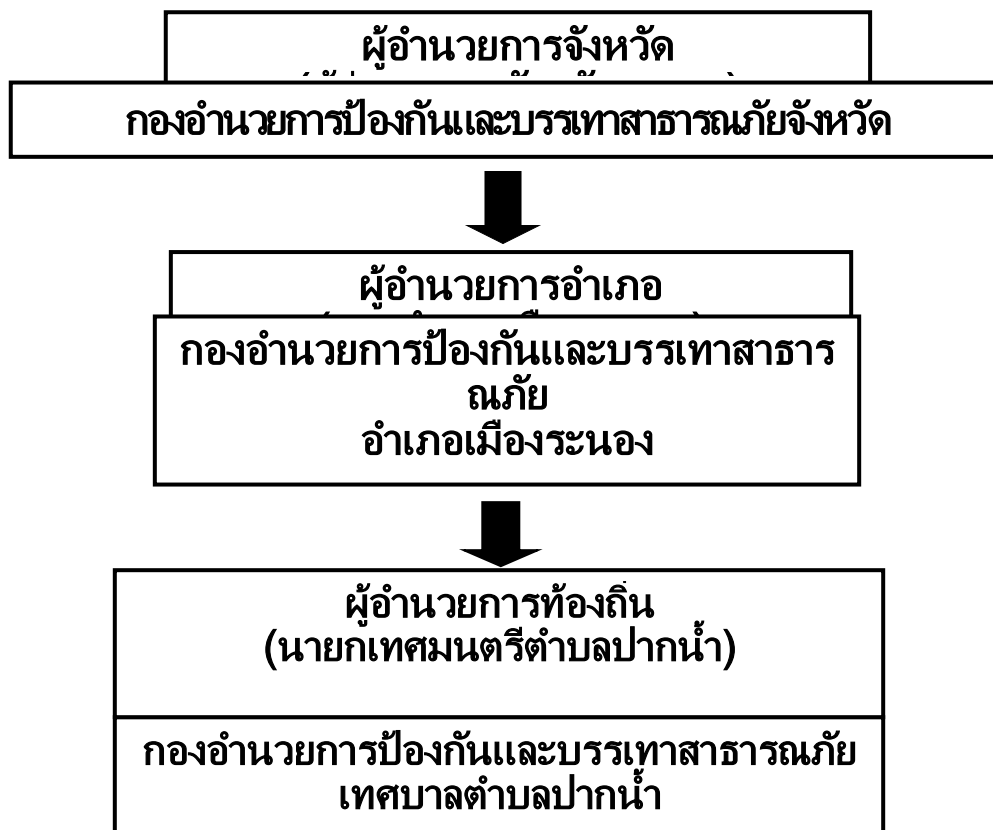 ผู้อำนวยการจังหวัด
กองอำนวยการป้องกันและบรรเทาสาธารณภัยจังหวัด
ผู้อำนวยการอำเภอ
กองอำนวยการป้องกันและบรรเทาสาธาร
ณภัย
อำเภอเมืองระนอง
ผู้อำนวยการท้องถิ่น
(นายกเทศมนตรีตำบลปากน้ำ)
กองอำนวยการป้องกันและบรรเทาสาธารณภัย
เทศบาลตำบลปากน้ำ